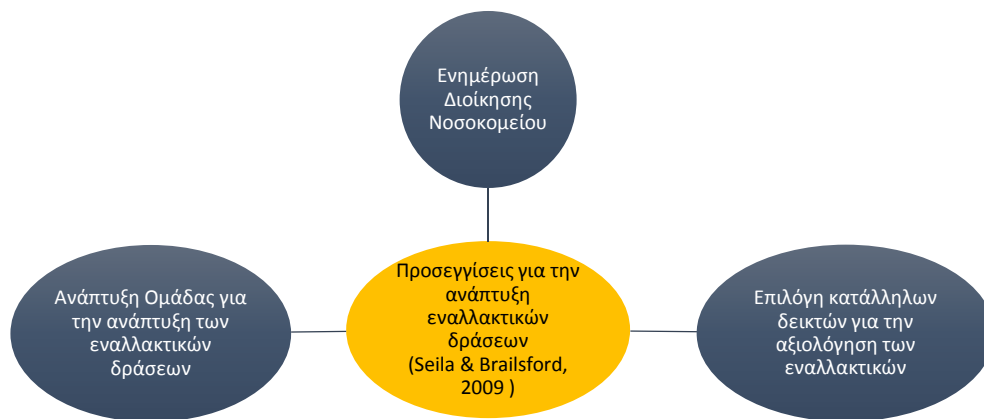 Ενημέρωση
Διοίκησης
Νοσοκομείου
Ανάπτυξη Ομάδας για
την ανάπτυξη των
εναλλακτικών
δράσεων
Προσεγγίσεις για την
ανάπτυξη
εναλλακτικών
δράσεων
(Seila & Brailsford,
2009 )
Επιλόγη κατάλληλων
δεικτών για την
αξιολόγηση των
εναλλακτικών